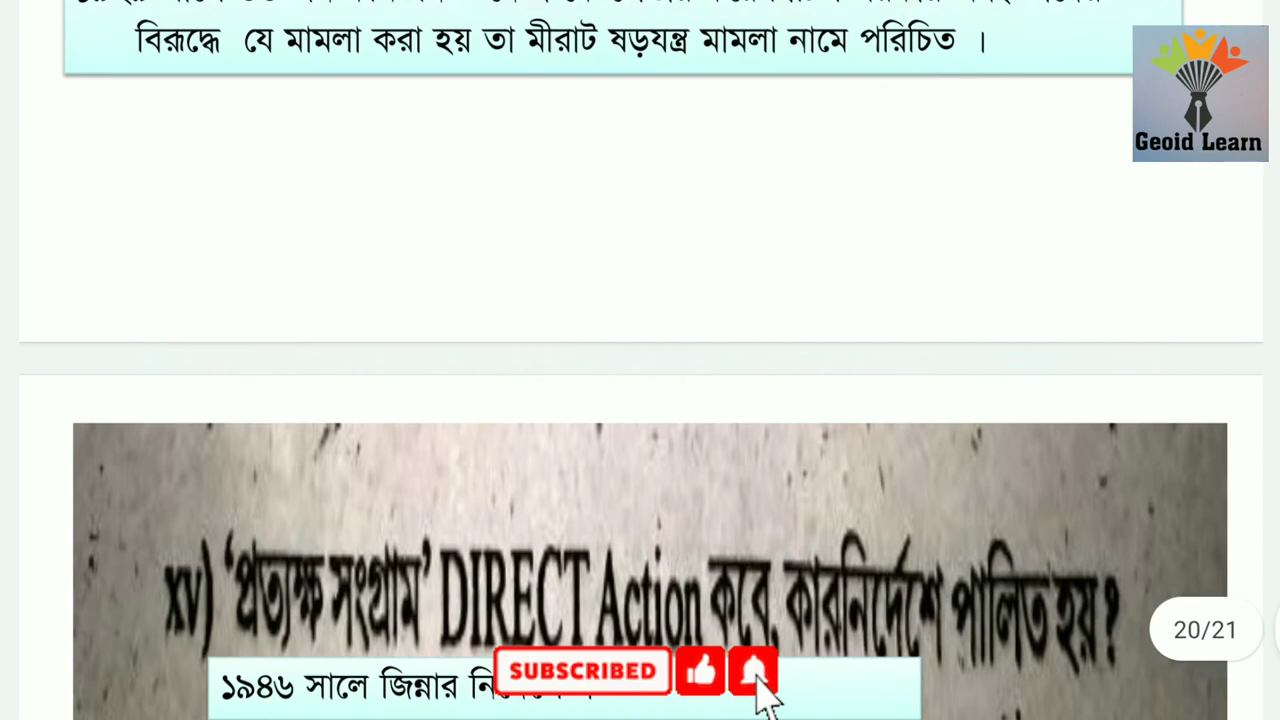 বিরূদ্ধে যে মামলা করা হয় তা মীরাট ষড়যন্ত্র মামলা নামে পরিচিত ।
Geoid Learn
xv) ‘প্রত্যক্ষ সংগ্রাম’ DIRECT Action কবে, কারনির্দেশে পালিত হয়?
20/21
১৯৪৬ সালে জিন্নার
SUBSCRIBED